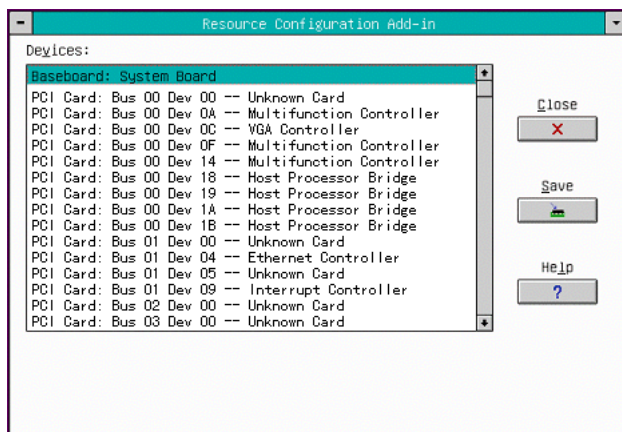 Resource Configuration Add-in
Devices:
Baseboard: System Board
PCI Card: Bus 00 Dev 00 -- Unknown Card
PCI Card: Bus 00 Dev 0A -- Multifunction Controller
PCI Card: Bus 00 Dev 0C -- VGA Controller
PCI Card: Bus 00 Dev 0F -- Multifunction Controller
PCI Card: Bus 00 Dev 14 -- Multifunction Controller
PCI Card: Bus 00 Dev 18 -- Host Processor Bridge
PCI Card: Bus 00 Dev 19 -- Host Processor Bridge
PCI Card: Bus 00 Dev 1A -- Host Processor Bridge
PCI Card: Bus 00 Dev 1B -- Host Processor Bridge
PCI Card: Bus 01 Dev 00 -- Unknown Card
PCI Card: Bus 01 Dev 04 -- Ethernet Controller
PCI Card: Bus 01 Dev 05 -- Unknown Card
PCI Card: Bus 01 Dev 09 -- Interrupt Controller
PCI Card: Bus 02 Dev 00 -- Unknown Card
PCI Card: Bus 03 Dev 00 -- Unknown Card
Close
X
Save
Help
?